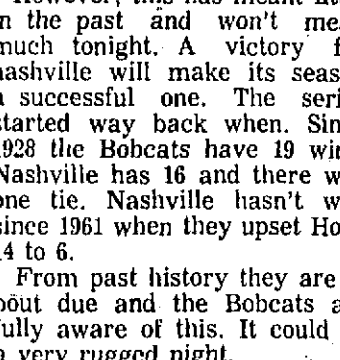 However, this has meant
n the past and won't me
much tonight. A victory f
nashville will make its seas
a successful one. The seri
started way back when. Sin
1928 the Bobcats have 19 wi
Nashville has 16 and there w
one tie. Nashville hasn't w
since 1961 when they upset Ho
14 to 6.
From past history they are
bout due and the Bobcats a
fully aware of this. It could
a very rugged night.